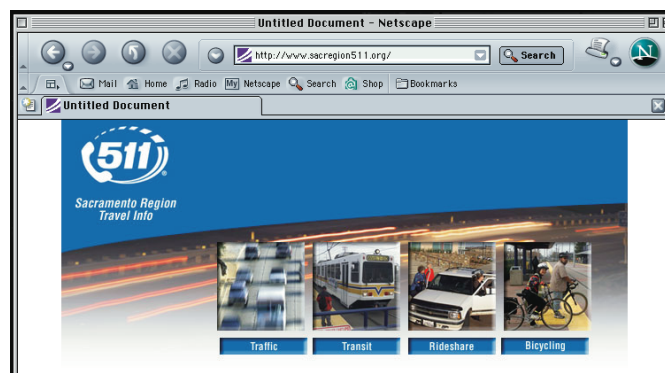 Untitled Document - Netscape
http://www.sacregion511.org/
Search
N
Mail Home Radio My Netscape Search Shop Bookmarks
Untitled Document
511
Sacramento Region
Travel Info
Traffic Transit Rideshare Bicycling